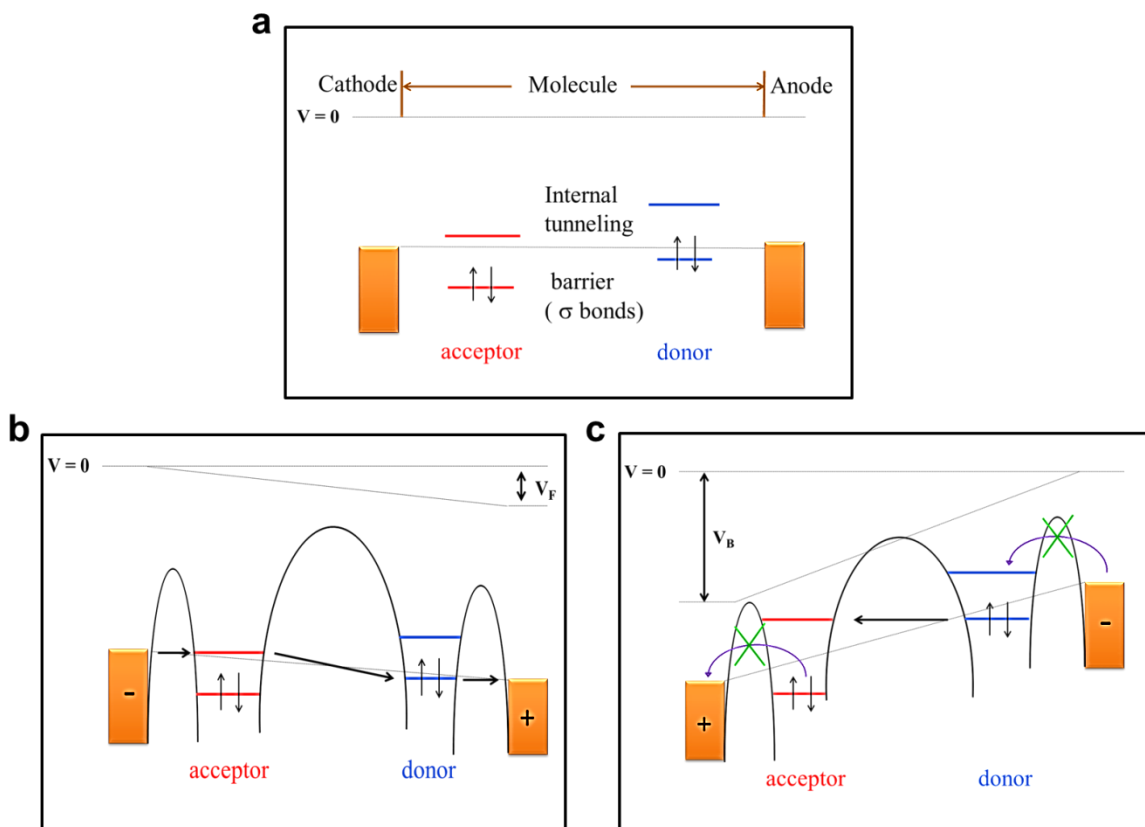 a
Cathode Molecule Anode
V = 0
Internal
tunneling
barrier
( σ bonds)
acceptor donor
b
V = 0
V_F
-
+
acceptor donor
c
V = 0
V_B
-
+
acceptor donor